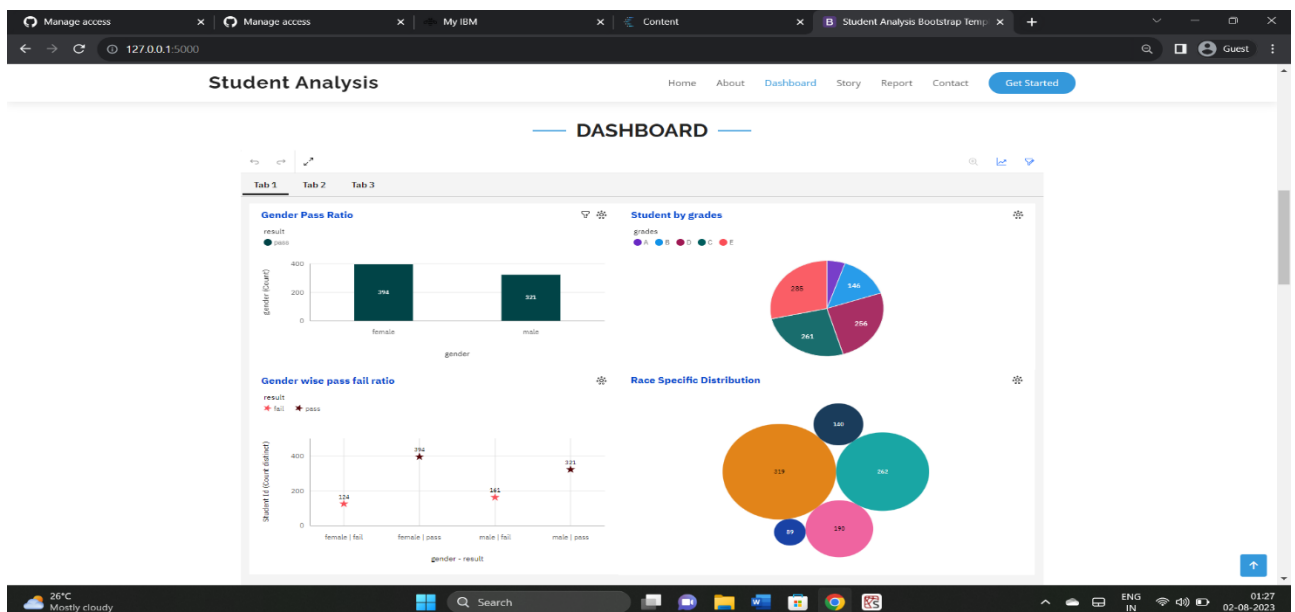 Manage access
Manage access
My IBM
Content
Student Analysis Bootstrap Temp
127.0.0.1:5000
Guest
Student Analysis
Home About Dashboard Story Report Contact Get Started
DASHBOARD
Tab 1 Tab 2 Tab 3
Gender Pass Ratio
result
pass
gender (Count)
400
200
0
394
321
female male
gender
Student by grades
grades
A B D C E
146
256
261
Gender wise pass fail ratio
result
fail pass
Student Id (Count distinct)
400
200
0
394
161
321
female | fail female | pass male | fail male | pass
gender - result
Race Specific Distribution
140
319
262
89
26°C
Mostly cloudy
Search
ENG
IN
01:27
02-08-2023